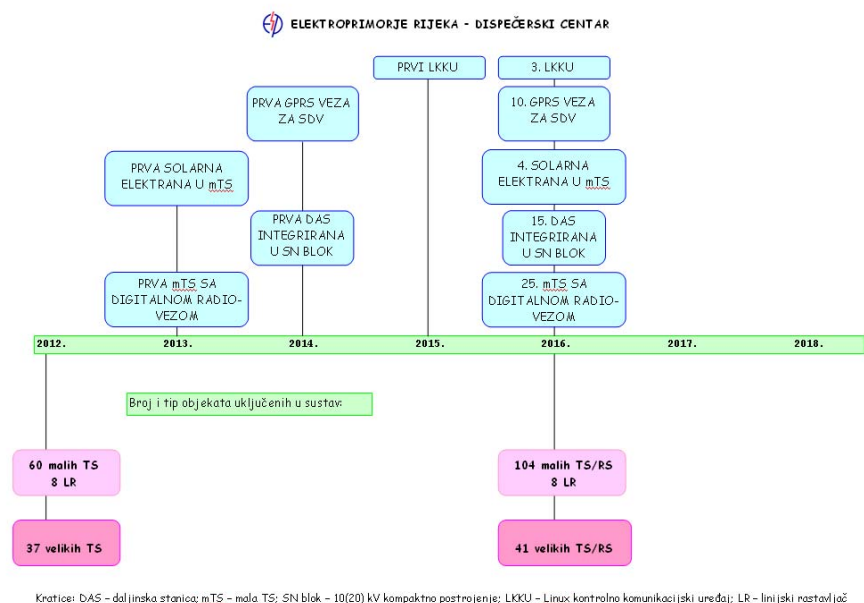 ELEKTROPRIMORJE RIJEKA - DISPEČERSKI CENTAR
PRVI LKKU
3. LKKU
PRVA GPRS VEZA
ZA SDV
10. GPRS VEZA
ZA SDV
PRVA SOLARNA
ELEKTRANA U mTS
4. SOLARNA
ELEKTRANA U mTS
PRVA DAS
INTEGRIRANA
U SN BLOK
15. DAS
INTEGRIRANA
U SN BLOK
PRVA mTS SA
DIGITALNOM RADIO-
VEZOM
25. mTS SA
DIGITALNOM RADIO-
VEZOM
2012. 2013. 2014. 2015. 2016. 2017. 2018.
Broj i tip objekata uključenih u sustav:
60 malih TS
8 LR
104 malih TS/RS
8 LR
37 velikih TS
41 velikih TS/RS
Kratice: DAS – daljinska stanica; mTS – mala TS; SN blok – 10(20) kV kompaktno postrojenje; LKKU – Linux kontrolno komunikacijski uređaj; LR – linijski rastavljač